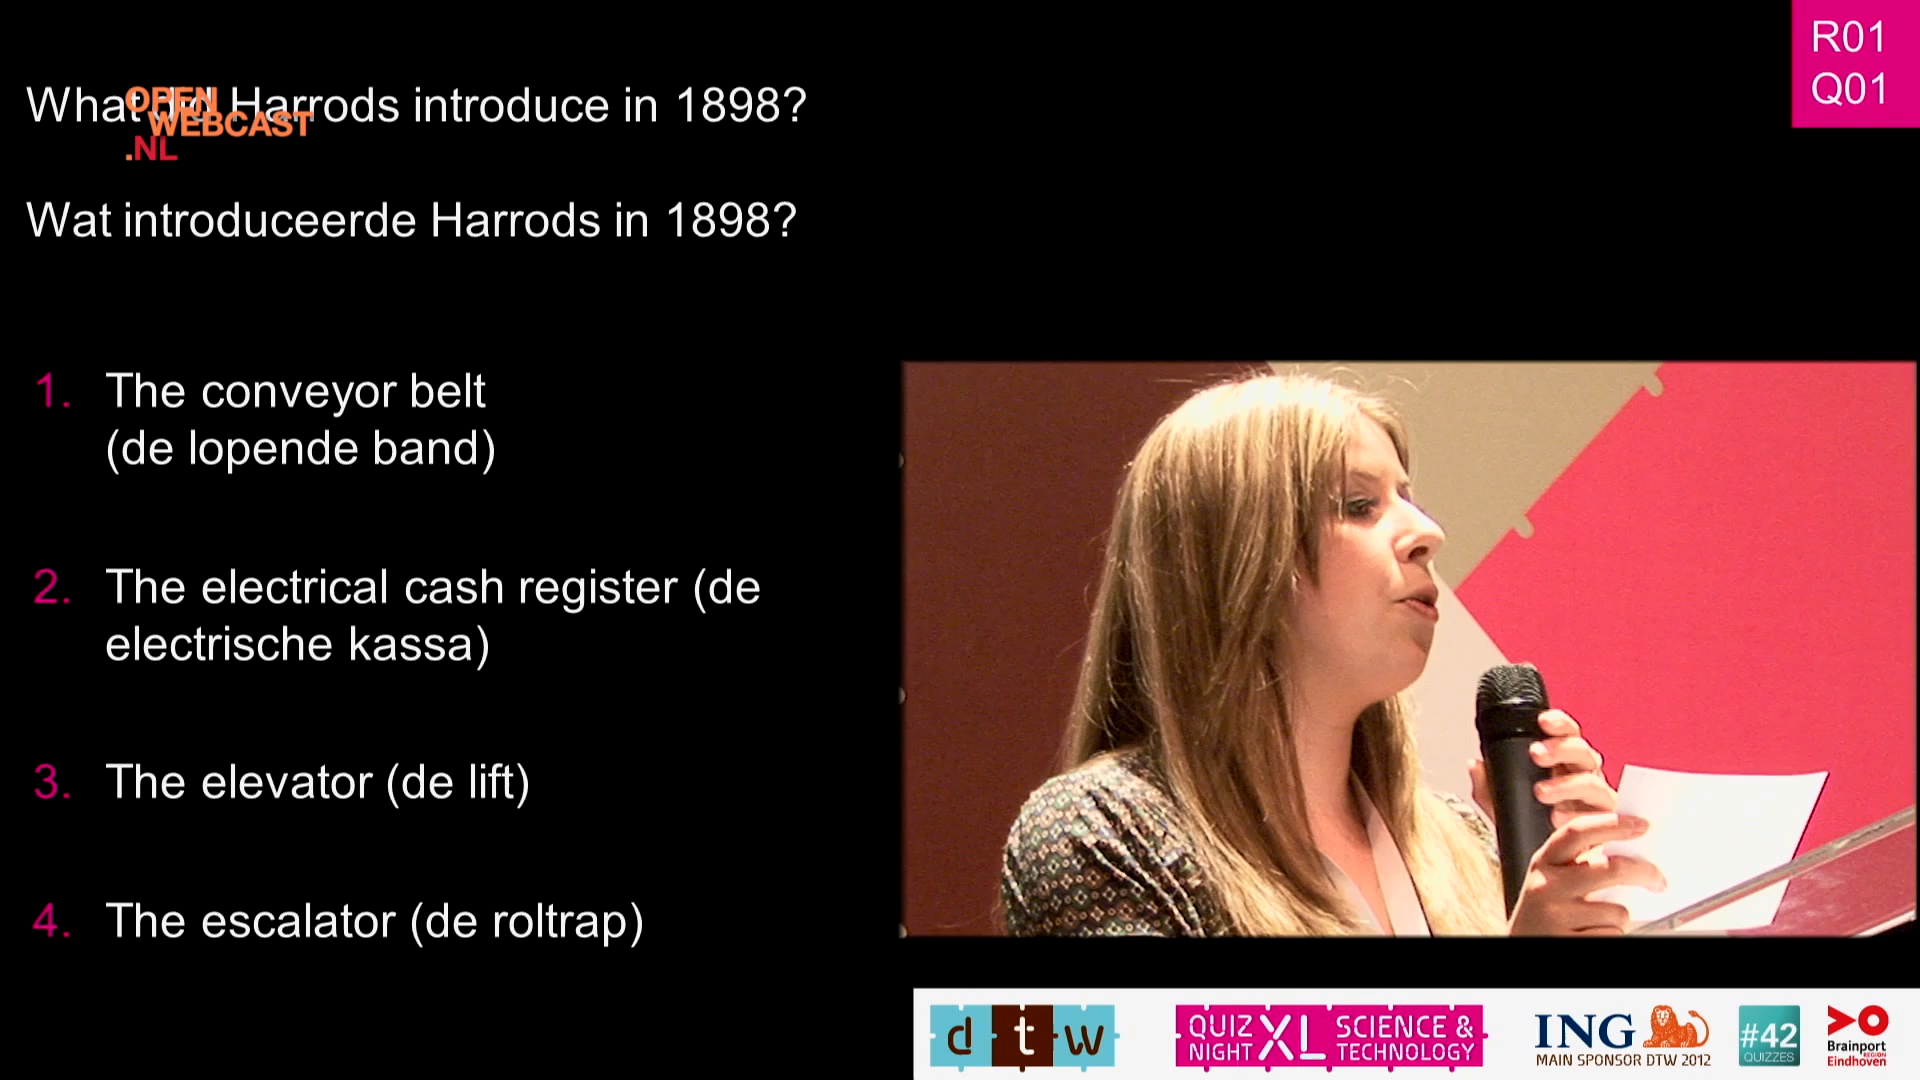 R01
Q01
What did Harrods introduce in 1898?
OPEN
WEBCAST
.NL
Wat introduceerde Harrods in 1898?
1. The conveyor belt
(de lopende band)
2. The electrical cash register (de
electrische kassa)
3. The elevator (de lift)
4. The escalator (de roltrap)
dtw
QUIZ NIGHT XL SCIENCE & TECHNOLOGY
ING
MAIN SPONSOR DTW 2012
#42
QUIZZES
Brainport
REGION
Eindhoven